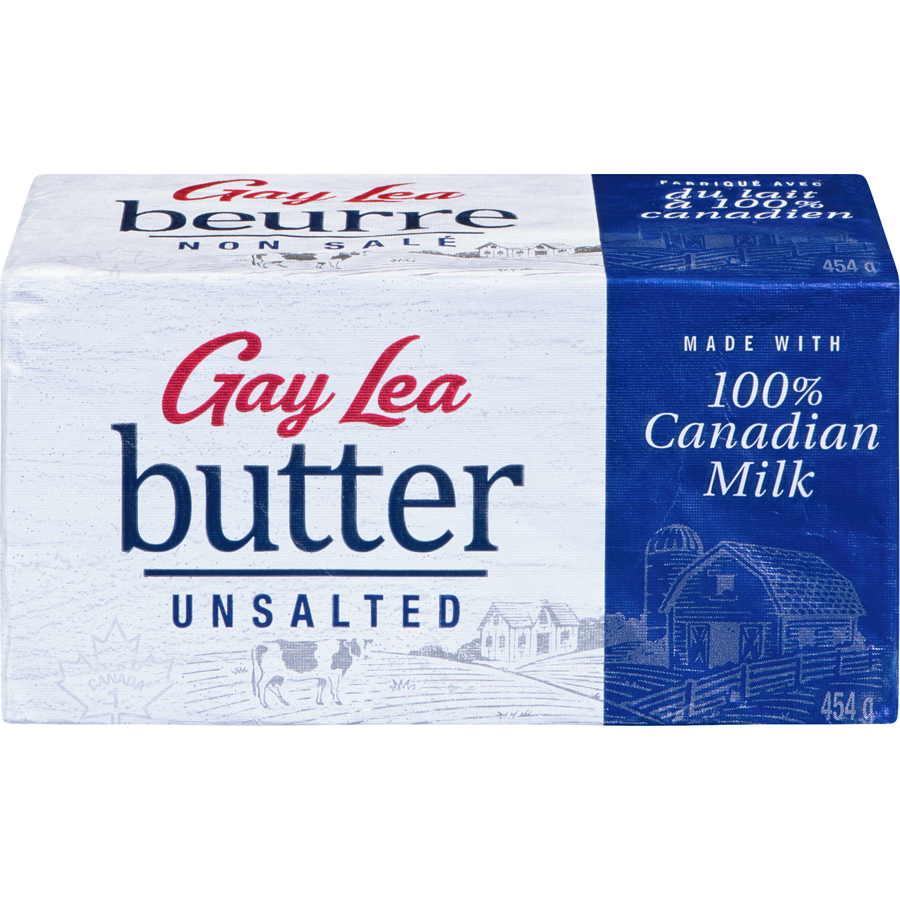 Gay Lea
beurre
NON SALÉ
FABRIQUÉ AVEC
du lait
à 100%
canadien
454 g
Gay Lea
butter
UNSALTED
CANADA
1
MADE WITH
100%
Canadian
Milk
454 g